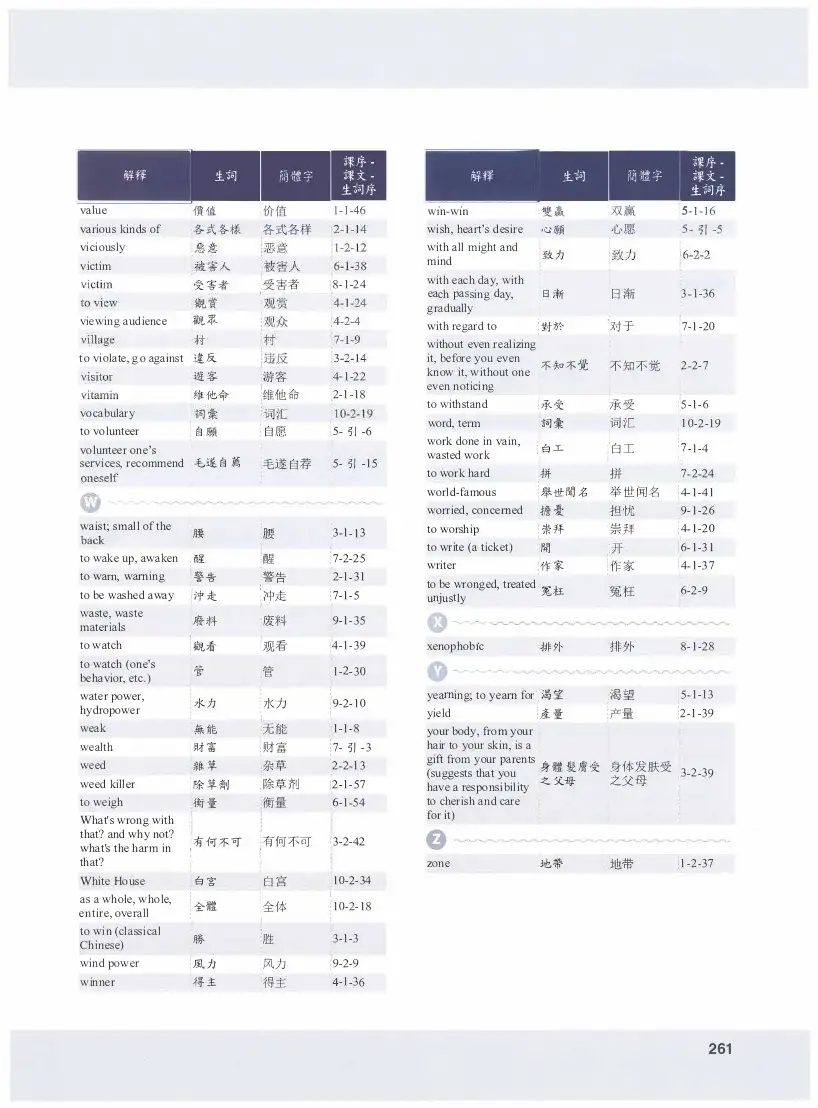 解釋 生詞 簡體字 課序 - 課文 - 生詞序
value 價值 价值 1-1-46
various kinds of 各式各樣 各式各样 2-1-14
viciously 惡意 恶意 1-2-12
victim 被害人 被害人 6-1-38
victim 受害者 受害者 8-1-24
to view 觀賞 观赏 4-1-24
viewing audience 觀眾 观众 4-2-4
village 村 村 7-1-9
to violate, go against 違反 违反 3-2-14
visitor 遊客 游客 4-1-22
vitamin 維他命 维他命 2-1-18
vocabulary 詞彙 词汇 10-2-19
to volunteer 自願 自愿 5- 引 -6
volunteer one's
services, recommend 毛遂自薦 毛遂自荐 5- 引 -15
oneself
W
waist; small of the
back 腰 腰 3-1-13
to wake up, awaken 醒 醒 7-2-25
to warn, warning 警告 警告 2-1-31
to be washed away 沖走 冲走 7-1-5
waste, waste
materials 廢料 废料 9-1-35
to watch 觀看 观看 4-1-39
to watch (one's
behavior, etc.) 管 管 1-2-30
water power,
hydropower 水力 水力 9-2-10
weak 無能 无能 1-1-8
wealth 財富 财富 7- 引 -3
weed 雜草 杂草 2-2-13
weed killer 除草劑 除草剂 2-1-57
to weigh 衡量 衡量 6-1-54
What's wrong with
that? and why not?
what's the harm in 有何不可 有何不可 3-2-42
that?
White House 白宮 白宫 10-2-34
as a whole, whole,
entire, overall 全體 全体 10-2-18
to win (classical
Chinese) 勝 胜 3-1-3
wind power 風力 风力 9-2-9
winner 得主 得主 4-1-36
解釋 生詞 簡體字 課序 - 課文 - 生詞序
win-win 雙贏 双赢 5-1-16
wish, heart's desire 心願 心愿 5- 引 -5
with all might and
mind 致力 致力 6-2-2
with each day, with
each passing day, 日漸 日渐 3-1-36
gradually
with regard to 對於 对于 7-1-20
without even realizing
it, before you even
know it, without one 不知不覺 不知不觉 2-2-7
even noticing
to withstand 承受 承受 5-1-6
word, term 詞彙 词汇 10-2-19
work done in vain,
wasted work 白工 白工 7-1-4
to work hard 拼 拼 7-2-24
world-famous 舉世聞名 举世闻名 4-1-41
worried, concerned 擔憂 担忧 9-1-26
to worship 崇拜 崇拜 4-1-20
to write (a ticket) 開 开 6-1-31
writer 作家 作家 4-1-37
to be wronged, treated
unjustly 冤枉 冤枉 6-2-9
X
xenophobic 排外 排外 8-1-28
Y
yearning; to yearn for 渴望 渴望 5-1-13
yield 產量 产量 2-1-39
your body, from your
hair to your skin, is a
gift from your parents 身體髮膚受 身体发肤受
(suggests that you 之父母 之父母 3-2-39
have a responsibility
to cherish and care
for it)
Z
zone 地帶 地带 1-2-37
261